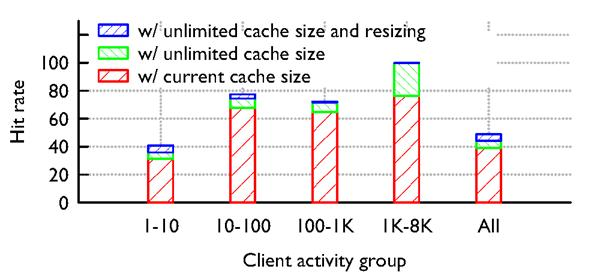 w/ unlimited cache size and resizing
w/ unlimited cache size
w/ current cache size
Hit rate
100
80
60
40
20
0
1-10 10-100 100-1K 1K-8K All
Client activity group